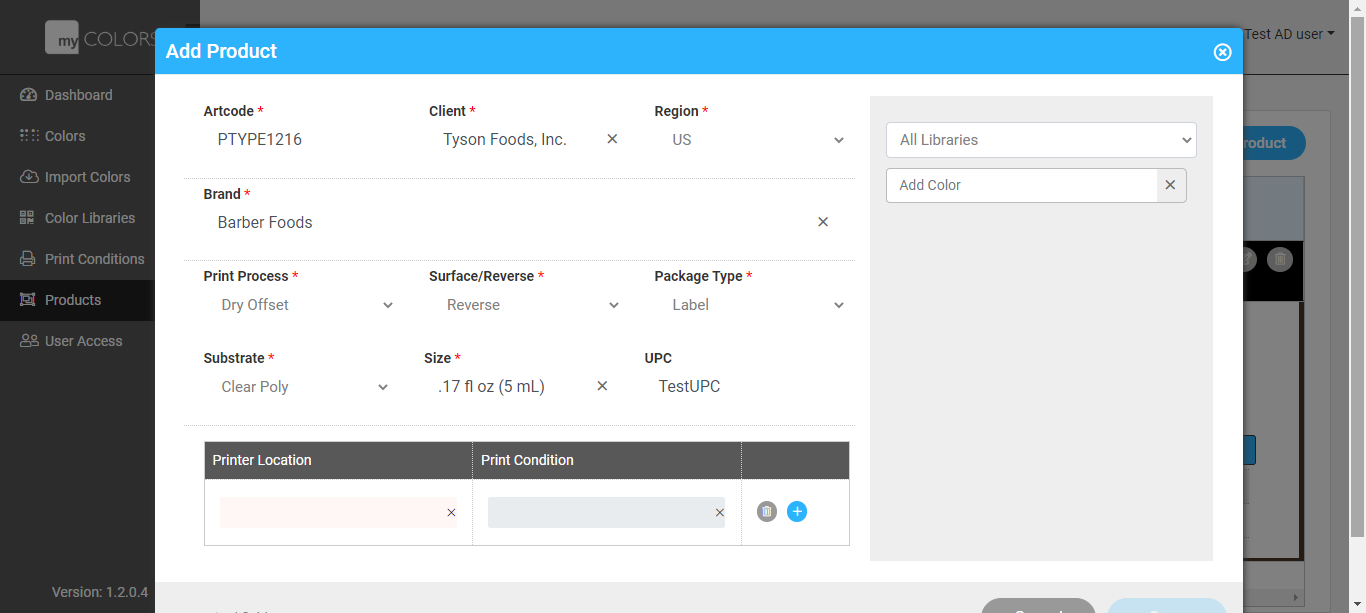 my COLORS
Test AD user
Add Product
Dashboard
Colors
Import Colors
Color Libraries
Print Conditions
Products
User Access
Version: 1.2.0.4
Artcode *
Client *
Region *
PTYPE1216
Tyson Foods, Inc.
US
Brand *
Barber Foods
Print Process *
Surface/Reverse *
Package Type *
Dry Offset
Reverse
Label
Substrate *
Size *
UPC
Clear Poly
.17 fl oz (5 mL)
TestUPC
Printer Location
Print Condition
All Libraries
Add Color
roduct